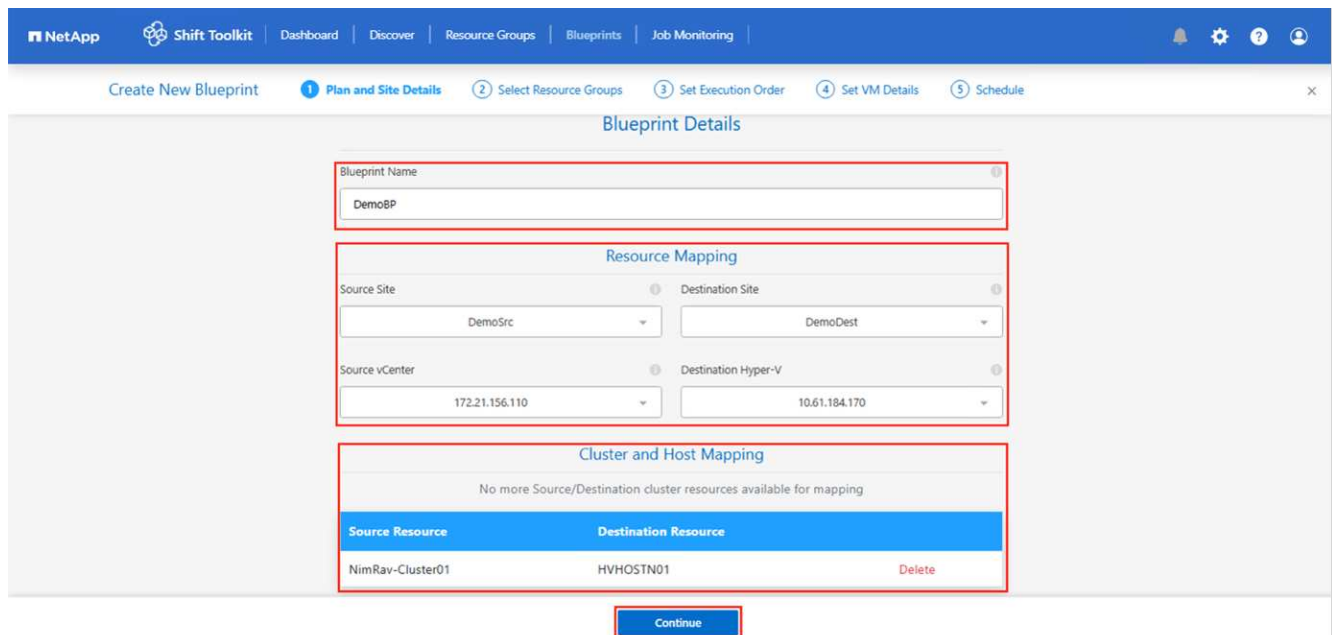 NetApp Shift Toolkit Dashboard Discover Resource Groups Blueprints Job Monitoring
Create New Blueprint 1 Plan and Site Details 2 Select Resource Groups 3 Set Execution Order 4 Set VM Details 5 Schedule
Blueprint Details
Blueprint Name
DemoBP
Resource Mapping
Source Site Destination Site
DemoSrc DemoDest
Source vCenter Destination Hyper-V
172.21.156.110 10.61.184.170
Cluster and Host Mapping
No more Source/Destination cluster resources available for mapping
Source Resource Destination Resource
NimRav-Cluster01 HVHOSTN01 Delete
Continue